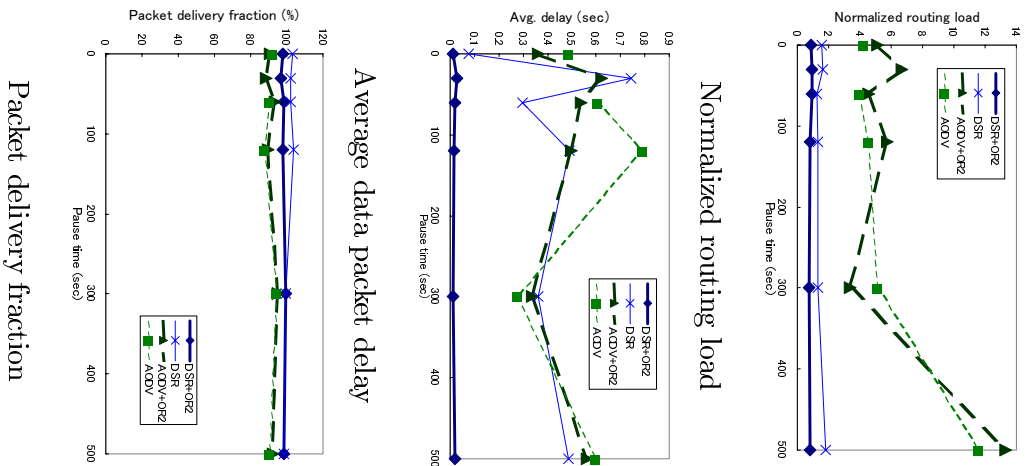 Packet delivery fraction (%)
80 100 120
0 20 40 60
0
100
200
300
400
500
Pause time (sec)
DSR+OR2
DSR
AODV+OR2
AODV
Packet delivery fraction
Avg. delay (sec)
0 0.1 0.2 0.3 0.4 0.5 0.6 0.7 0.8 0.9
0
100
200
300
400
500
Pause time (sec)
DSR+OR2
DSR
AODV+OR2
AODV
Average data packet delay
Normalized routing load
0 2 4 6 8 10 12 14
0
100
200
300
400
500
Pause time (sec)
DSR+OR2
DSR
AODV+OR2
AODV
Normalized routing load